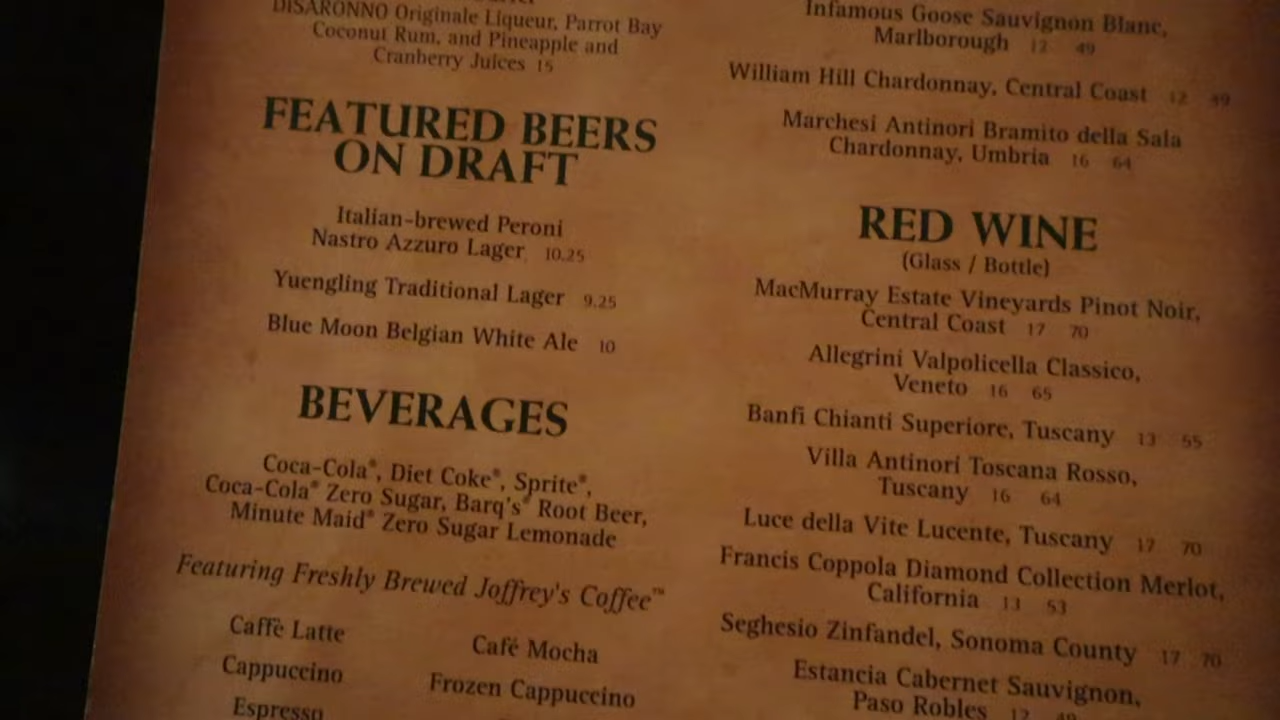 DISARONNO Originale Liqueur, Parrot Bay
Coconut Rum, and Pineapple and
Cranberry Juices 15
FEATURED BEERS
ON DRAFT
Italian-brewed Peroni
Nastro Azzuro Lager 10.25
Yuengling Traditional Lager 9.25
Blue Moon Belgian White Ale 10
BEVERAGES
Coca-Cola®, Diet Coke®, Sprite®,
Coca-Cola® Zero Sugar, Barq's® Root Beer,
Minute Maid® Zero Sugar Lemonade
Featuring Freshly Brewed Joffrey's Coffee™
Caffè Latte
Café Mocha
Cappuccino
Frozen Cappuccino
Espresso
Infamous Goose Sauvignon Blanc,
Marlborough 12 49
William Hill Chardonnay, Central Coast 12 49
Marchesi Antinori Bramito della Sala
Chardonnay, Umbria 16 64
RED WINE
(Glass / Bottle)
MacMurray Estate Vineyards Pinot Noir,
Central Coast 17 70
Allegrini Valpolicella Classico,
Veneto 16 65
Banfi Chianti Superiore, Tuscany 13 55
Villa Antinori Toscana Rosso,
Tuscany 16 64
Luce della Vite Lucente, Tuscany 17 70
Francis Coppola Diamond Collection Merlot,
California 13 53
Seghesio Zinfandel, Sonoma County 17 70
Estancia Cabernet Sauvignon,
Paso Robles 12 49